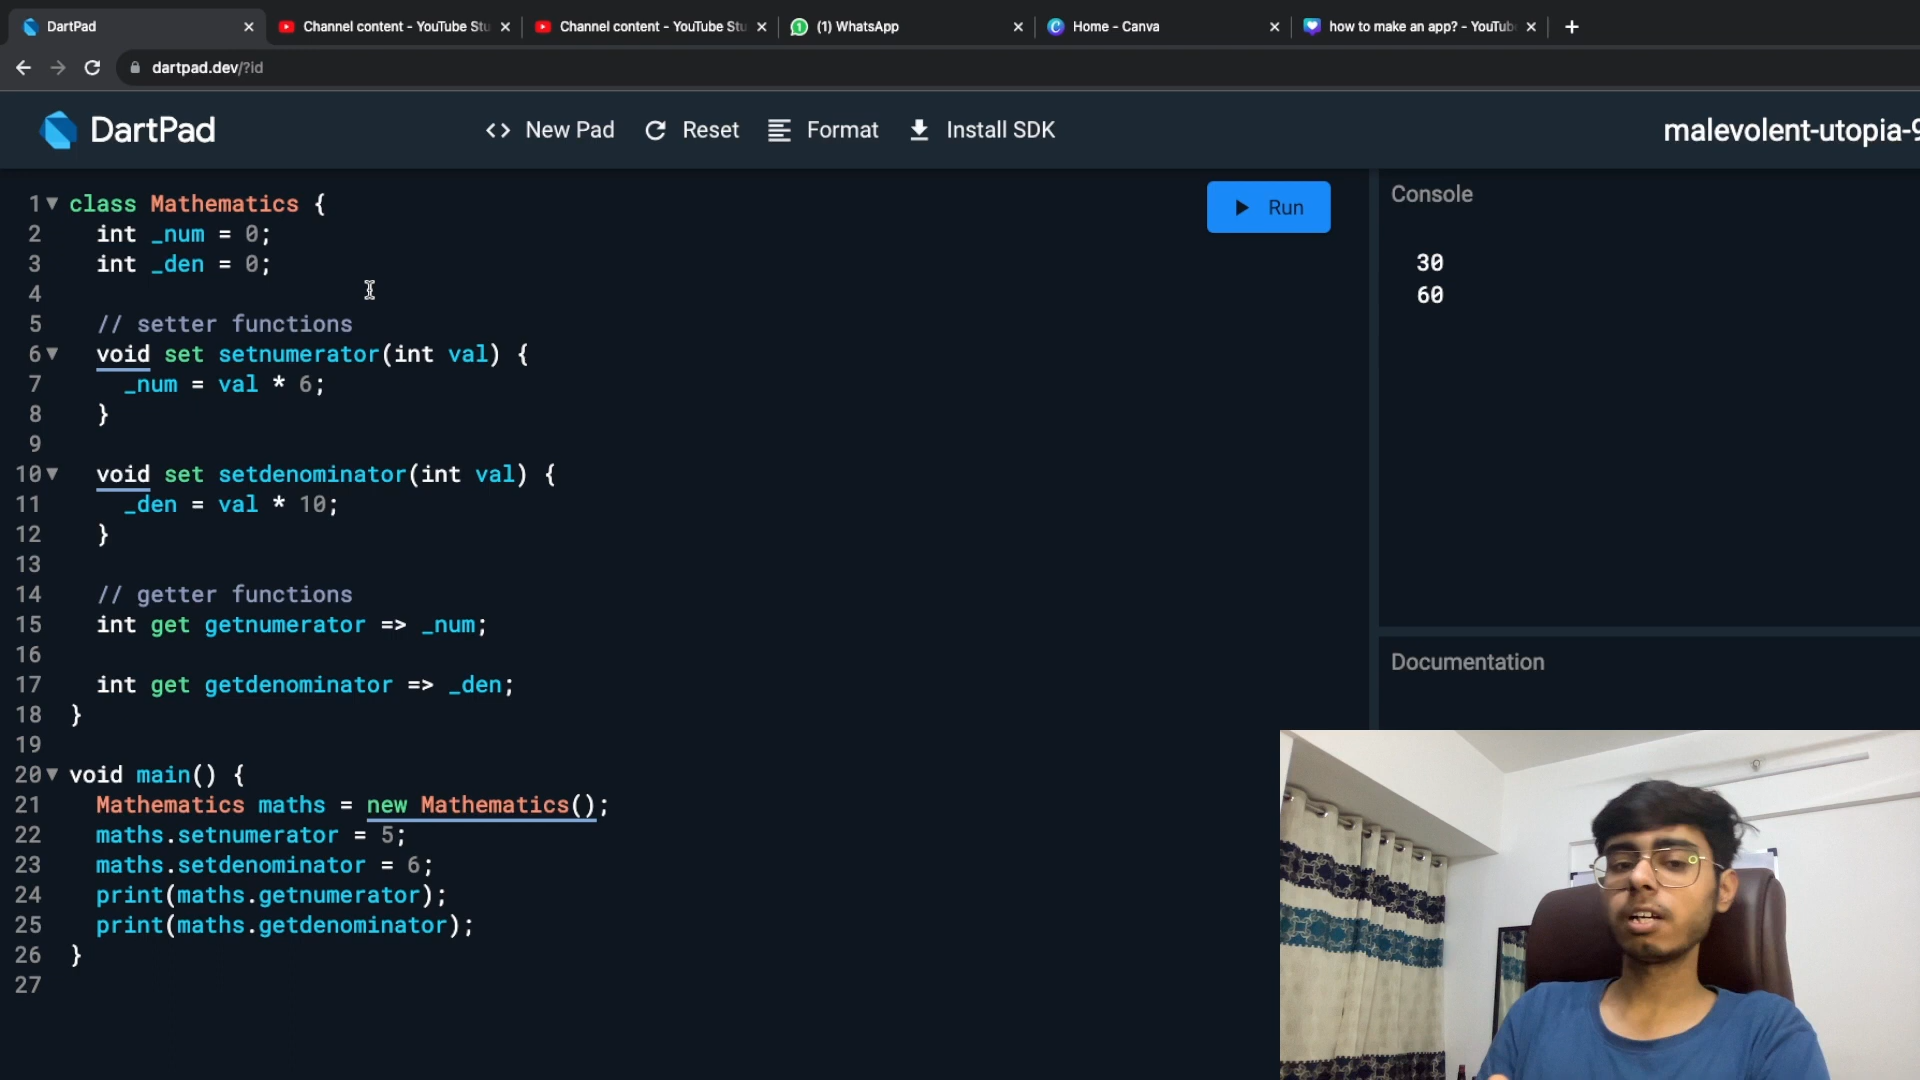 DartPad
Channel content - YouTube Stu
Channel content - YouTube Stu
(1) WhatsApp
Home - Canva
how to make an app? - YouTub
dartpad.dev/?id
DartPad
<> New Pad
Reset
Format
Install SDK
malevolent-utopia-9
Run
1 class Mathematics {
2 int _num = 0;
3 int _den = 0;
4
5 // setter functions
6 void set setnumerator(int val) {
7 _num = val * 6;
8 }
9
10 void set setdenominator(int val) {
11 _den = val * 10;
12 }
13
14 // getter functions
15 int get getnumerator => _num;
16
17 int get getdenominator => _den;
18 }
19
20 void main() {
21 Mathematics maths = new Mathematics();
22 maths.setnumerator = 5;
23 maths.setdenominator = 6;
24 print(maths.getnumerator);
25 print(maths.getdenominator);
26 }
27
Console
30
60
Documentation